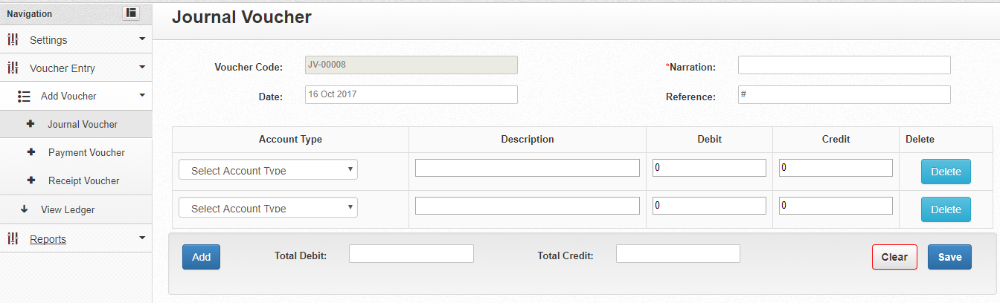 Navigation
Settings
Voucher Entry
Add Voucher
Journal Voucher
Payment Voucher
Receipt Voucher
View Ledger
Reports
Journal Voucher
Voucher Code: JV-00008 *Narration:
Date: 16 Oct 2017 Reference: #
Account Type Description Debit Credit Delete
Select Account Type 0 0 Delete
Select Account Type 0 0 Delete
Add Total Debit: Total Credit: Clear Save